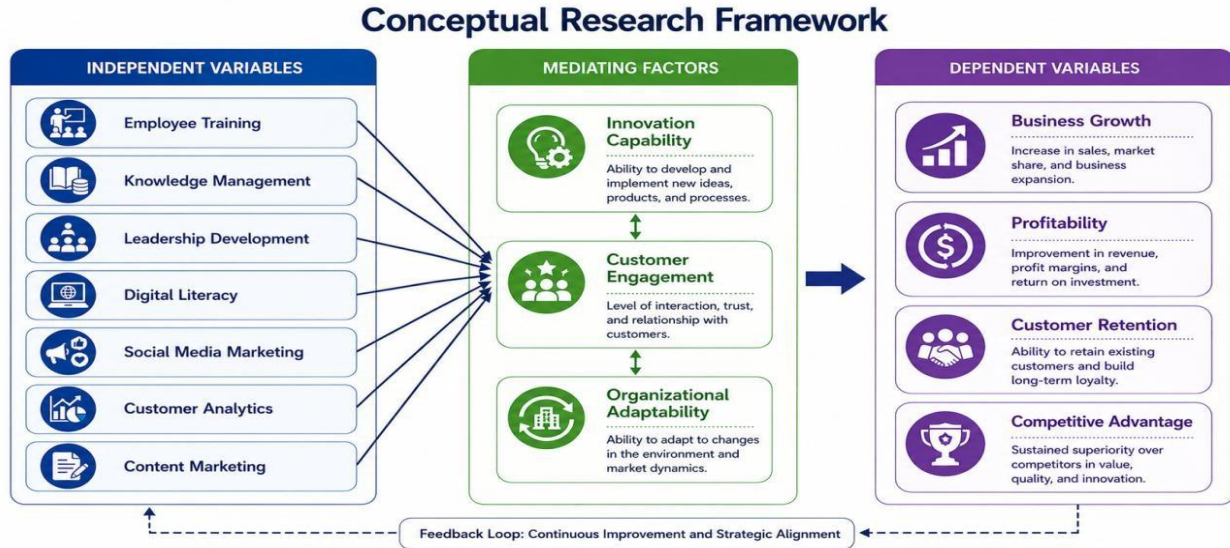 Conceptual Research Framework
INDEPENDENT VARIABLES
Employee Training
Knowledge Management
Leadership Development
Digital Literacy
Social Media Marketing
Customer Analytics
Content Marketing
MEDIATING FACTORS
Innovation
Capability
Ability to develop and
implement new ideas,
products, and processes.
Customer
Engagement
Level of interaction, trust,
and relationship with
customers.
Organizational
Adaptability
Ability to adapt to changes
in the environment and
market dynamics.
DEPENDENT VARIABLES
Business Growth
Increase in sales, market
share, and business
expansion.
$
Profitability
Improvement in revenue,
profit margins, and
return on investment.
Customer Retention
Ability to retain existing
customers and build
long-term loyalty.
Competitive Advantage
Sustained superiority over
competitors in value,
quality, and innovation.
Feedback Loop: Continuous Improvement and Strategic Alignment